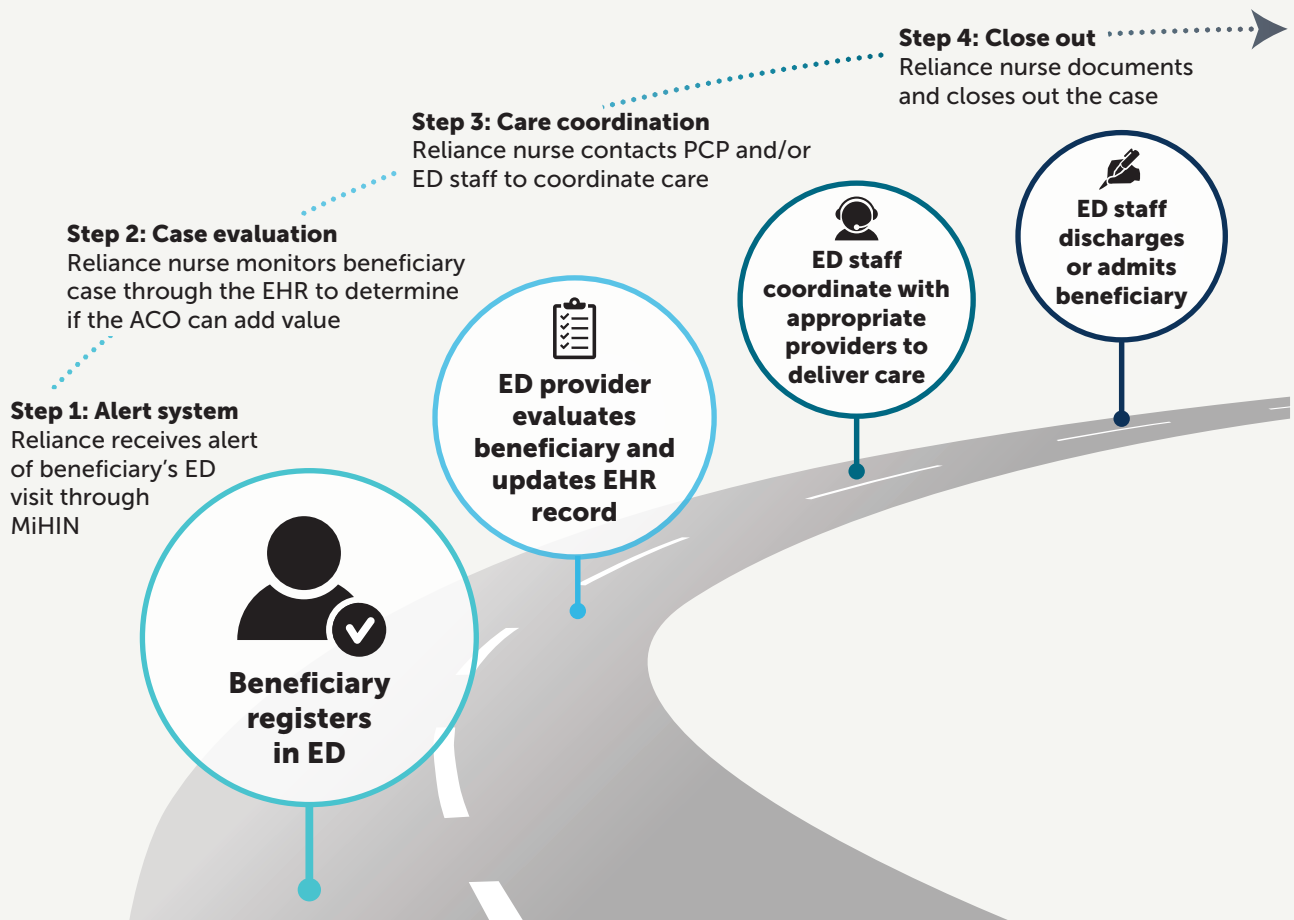 Step 1: Alert system
Reliance receives alert
of beneficiary's ED
visit through
MiHIN
Beneficiary
registers
in ED
Step 2: Case evaluation
Reliance nurse monitors beneficiary
case through the EHR to determine
if the ACO can add value
ED provider
evaluates
beneficiary and
updates EHR
record
Step 3: Care coordination
Reliance nurse contacts PCP and/or
ED staff to coordinate care
ED staff
coordinate with
appropriate
providers to
deliver care
Step 4: Close out
Reliance nurse documents
and closes out the case
ED staff
discharges
or admits
beneficiary